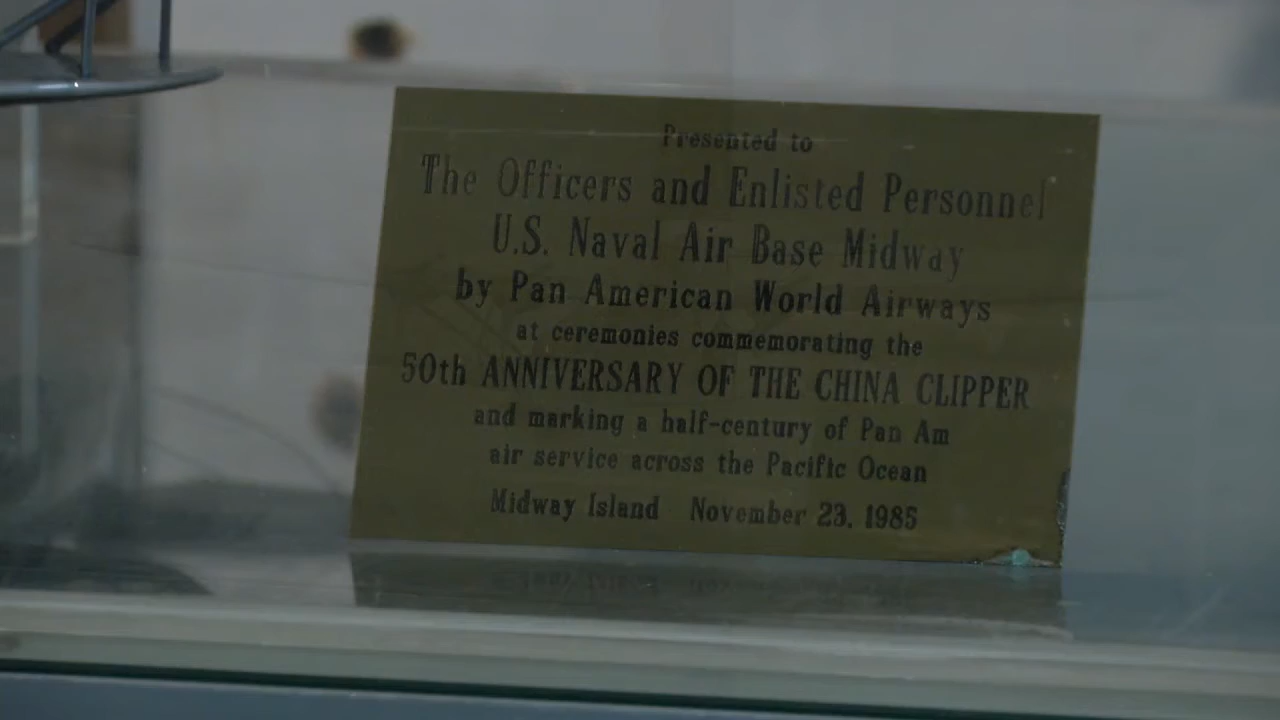 Presented to
The Officers and Enlisted Personnel
U.S. Naval Air Base Midway
by Pan American World Airways
at ceremonies commemorating the
50th ANNIVERSARY OF THE CHINA CLIPPER
and marking a half-century of Pan Am
air service across the Pacific Ocean
Midway Island November 23, 1985